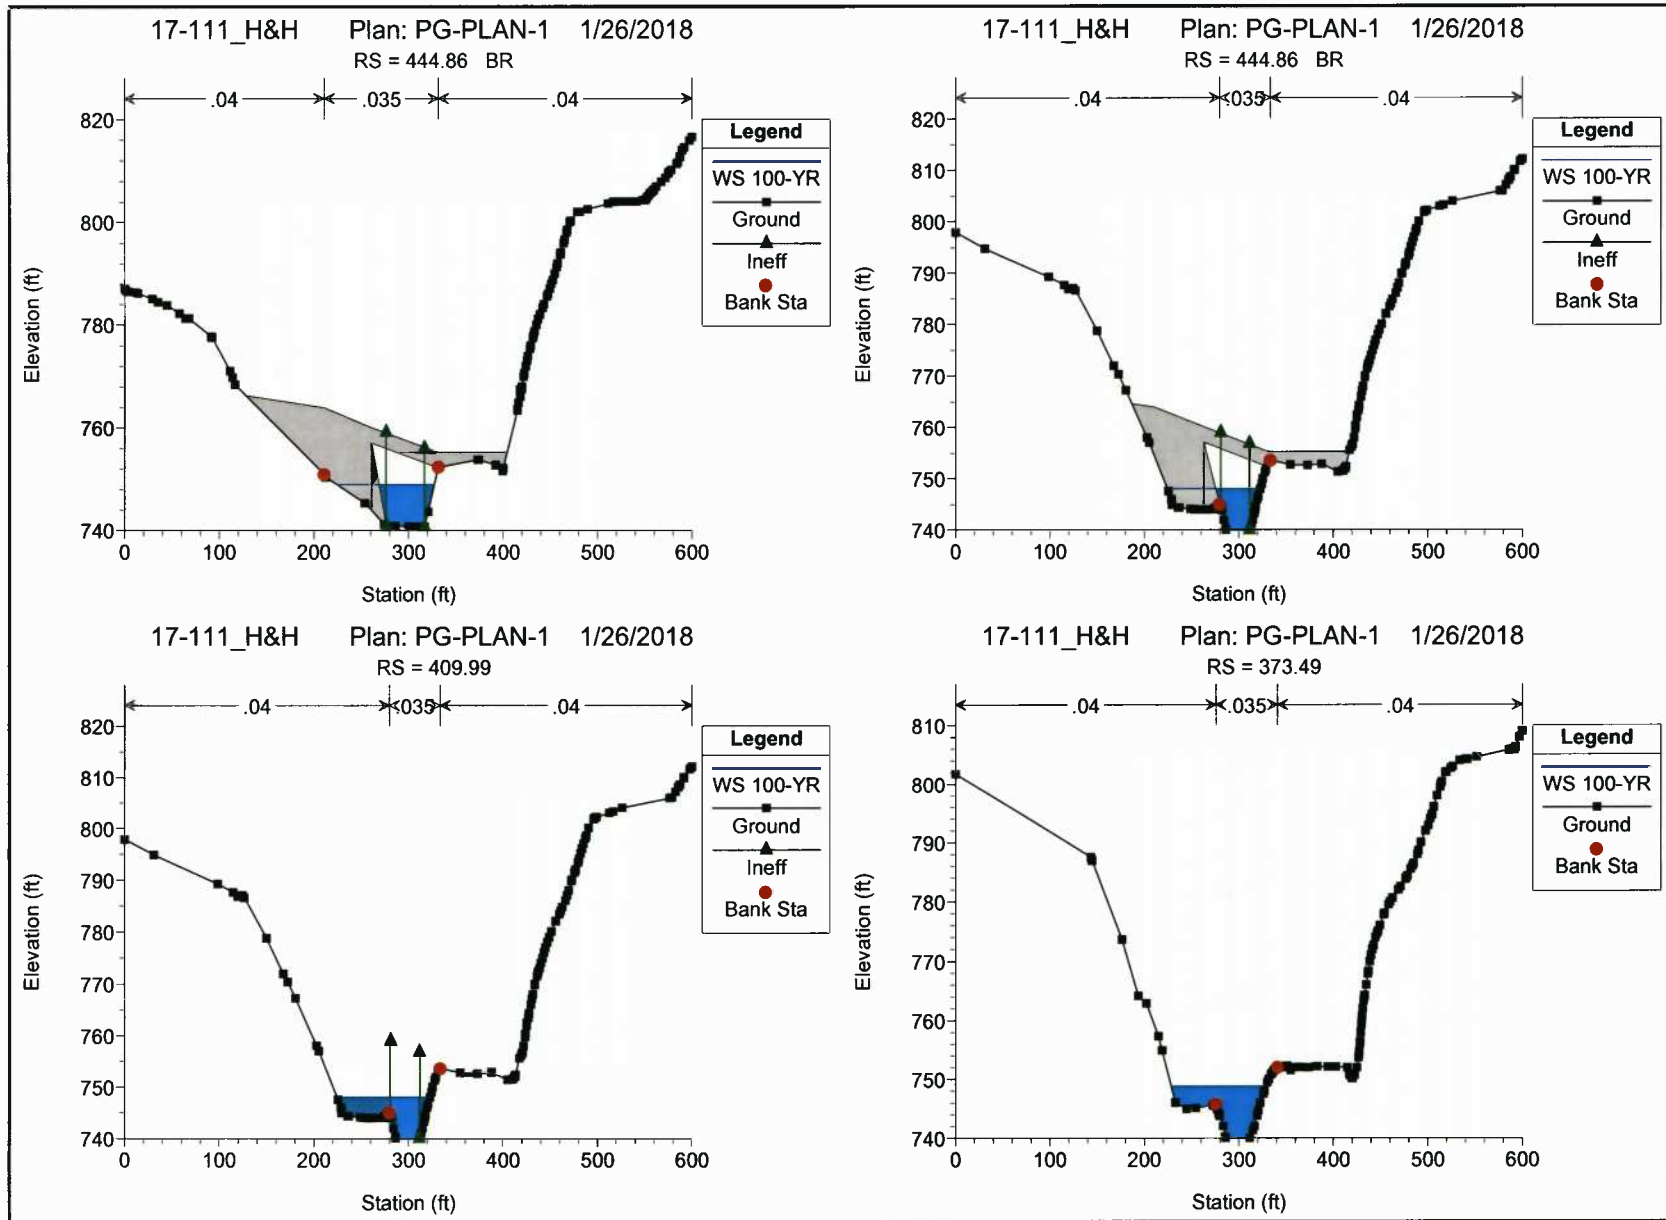 17-111_H&H Plan: PG-PLAN-1 1/26/2018
RS = 444.86 BR
.04 .035 .04
820
800
780
760
740
Elevation (ft)
0 100 200 300 400 500 600
Station (ft)
Legend
WS 100-YR
Ground
Ineff
Bank Sta
17-111_H&H Plan: PG-PLAN-1 1/26/2018
RS = 444.86 BR
.04 .035 .04
820
810
800
790
780
770
760
750
740
Elevation (ft)
0 100 200 300 400 500 600
Station (ft)
Legend
WS 100-YR
Ground
Ineff
Bank Sta
17-111_H&H Plan: PG-PLAN-1 1/26/2018
RS = 409.99
.04 .035 .04
820
810
800
790
780
770
760
750
740
Elevation (ft)
0 100 200 300 400 500 600
Station (ft)
Legend
WS 100-YR
Ground
Ineff
Bank Sta
17-111_H&H Plan: PG-PLAN-1 1/26/2018
RS = 373.49
.04 .035 .04
810
800
790
780
770
760
750
740
Elevation (ft)
0 100 200 300 400 500 600
Station (ft)
Legend
WS 100-YR
Ground
Bank Sta